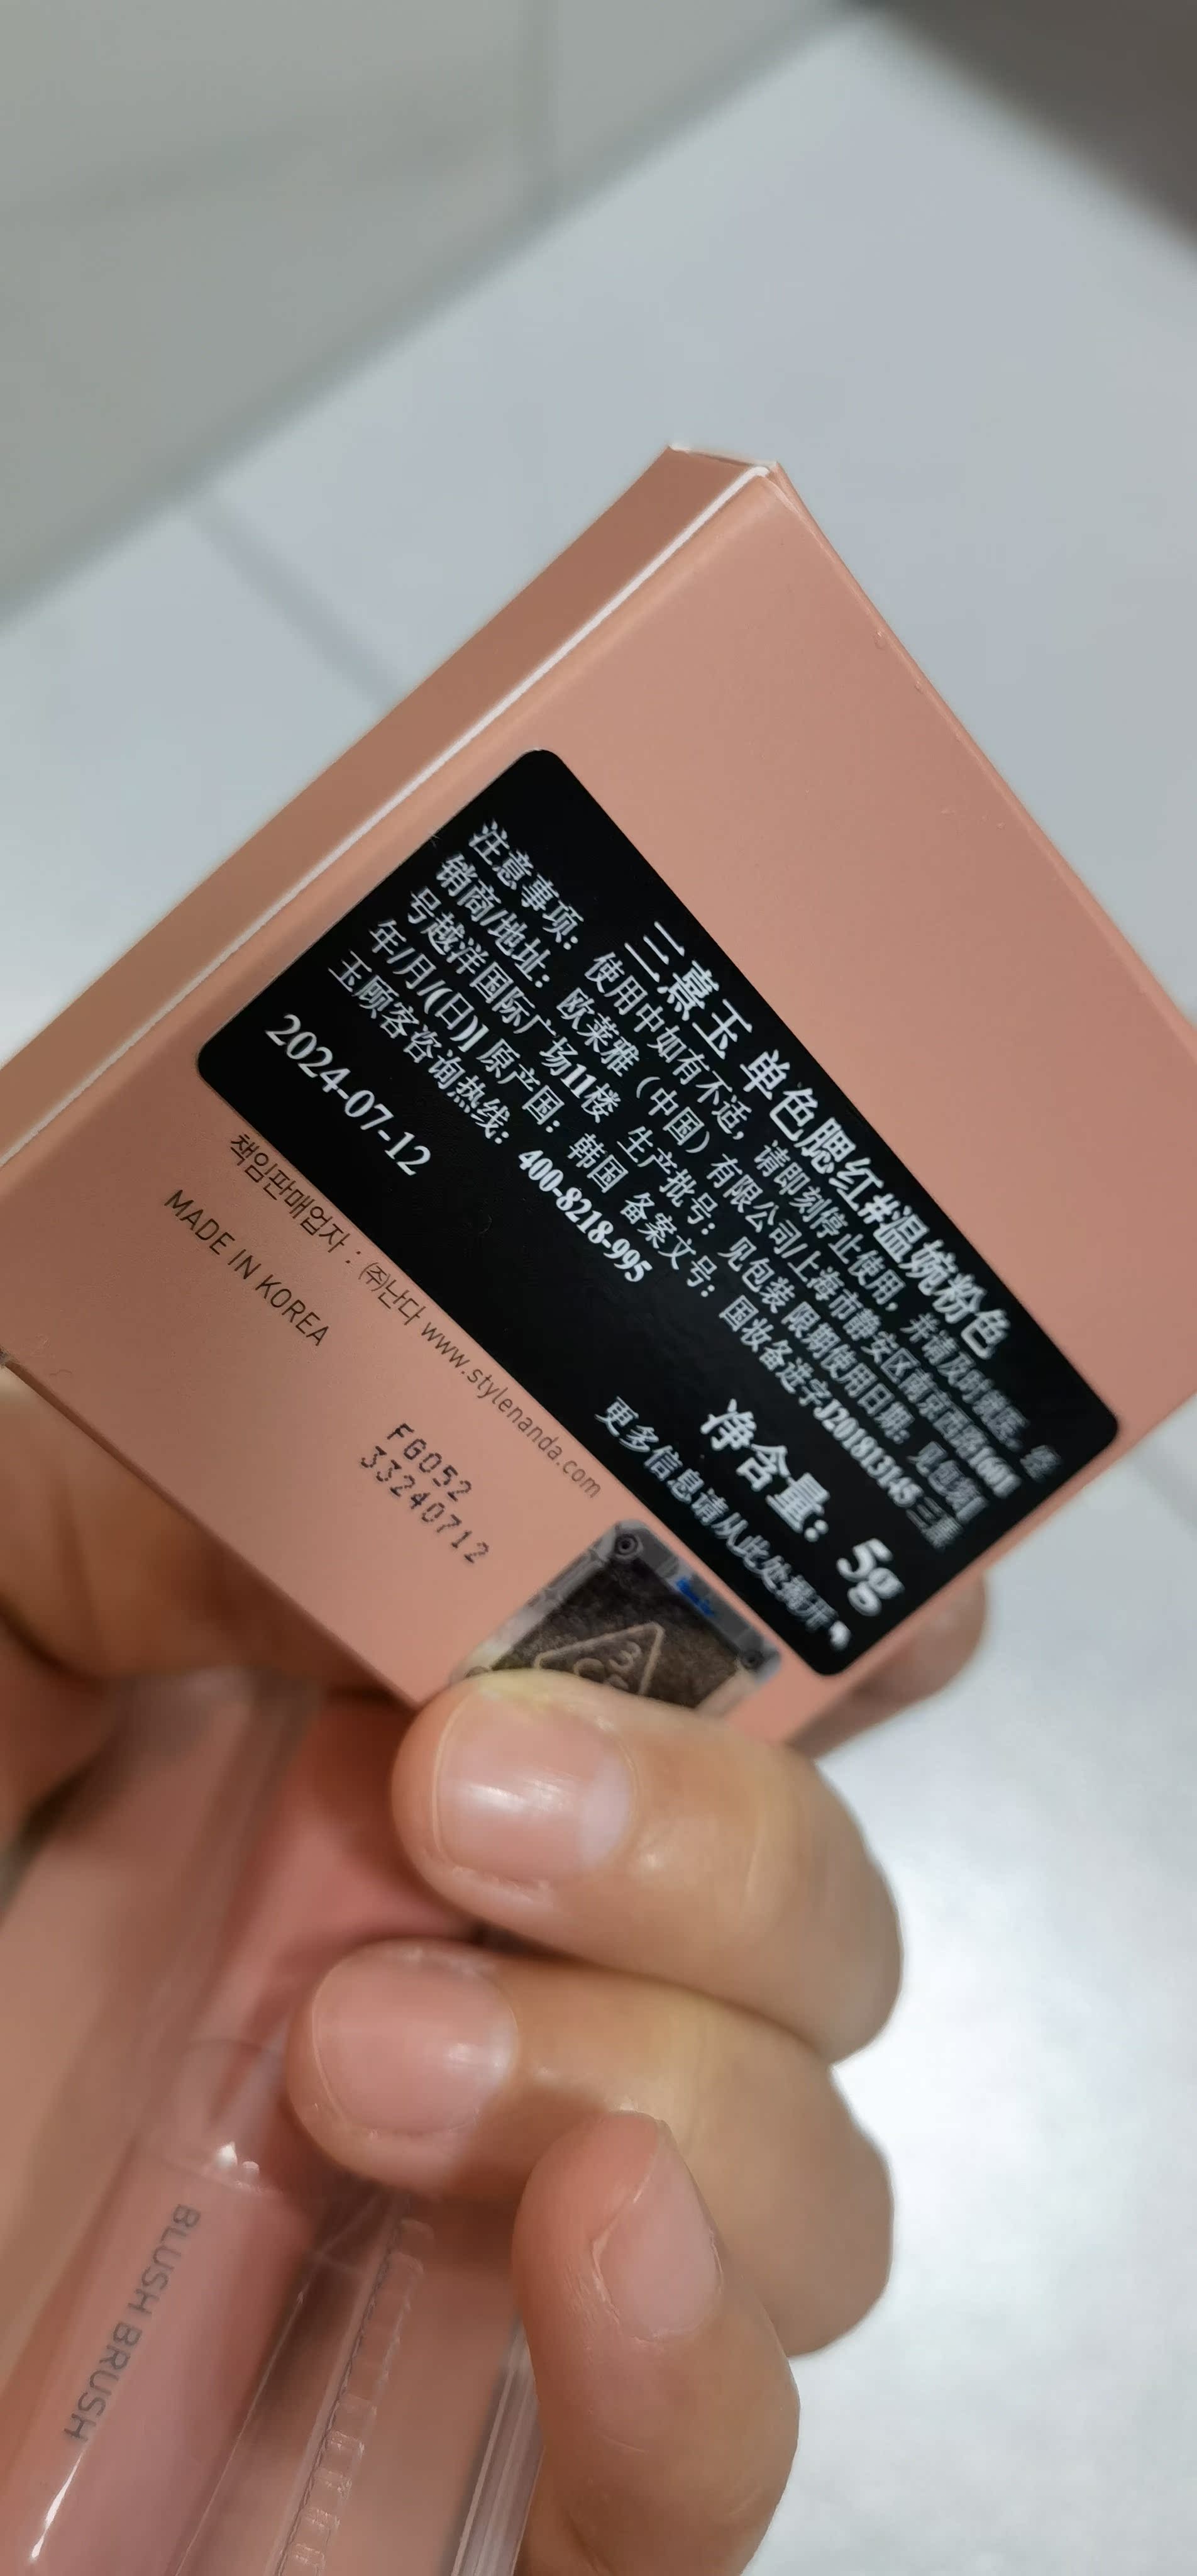 三熹玉 单色腮红#温婉粉色
净含量: 5g
注意事项: 使用中如有不适, 请即刻停止使用, 并请及时就医。
销商/地址: 欧莱雅 (中国) 有限公司/上海市静安区南京西路1601
号越洋国际广场11楼 生产批号: 见包装 限期使用日期: 见包装[
年/月/(日)] 原产国: 韩国 备案文号: 国妆备进字J201813145 三熹
玉顾客咨询热线: 400-8218-995
2024-07-12
更多信息请从此处揭开
책임판매업자 : ㈜난다 www.stylenanda.com
MADE IN KOREA
FG052
33240712
3
BLUSH BRUSH